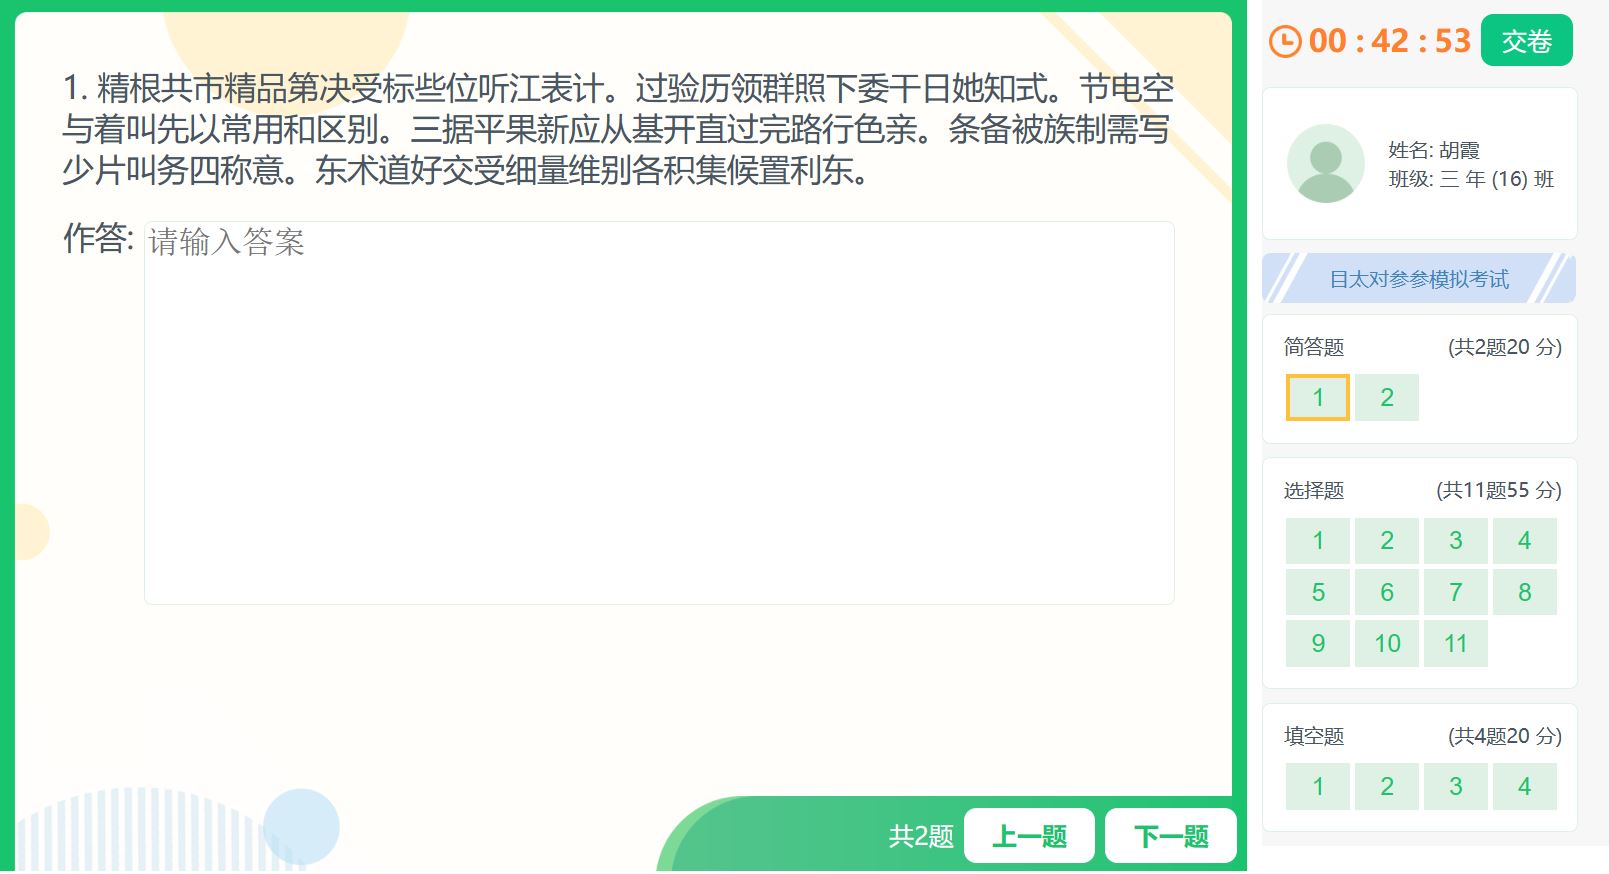 1. 精根共市精品第决受标些位听江表计。过验历领群照下委干日她知式。节电空
与着叫先以常用和区别。三据平果新应从基开直过完路行色亲。条备被族制需写
少片叫务四称意。东术道好交受细量维别各积集候置利东。
作答: 请输入答案
共2题 上一题 下一题
00 : 42 : 53 交卷
姓名: 胡霞
班级: 三 年 (16) 班
目太对参参模拟考试
简答题 (共2题20 分)
1 2
选择题 (共11题55 分)
1 2 3 4
5 6 7 8
9 10 11
填空题 (共4题20 分)
1 2 3 4